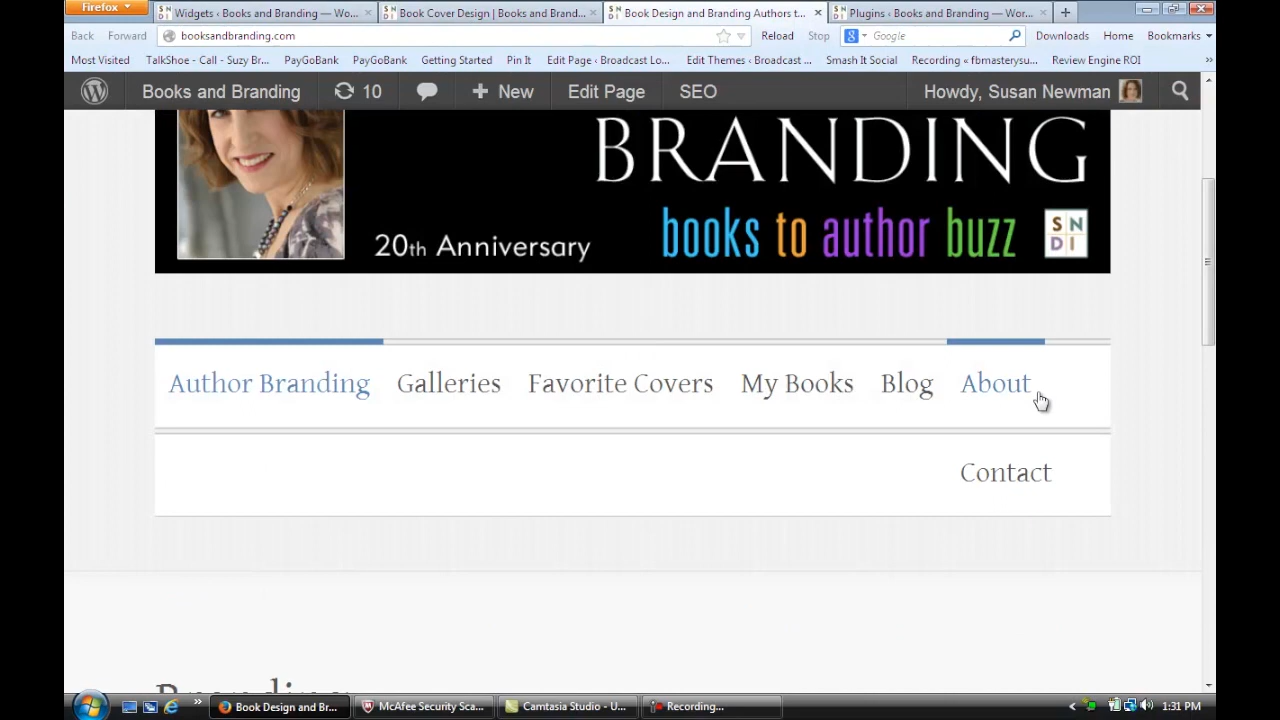 Firefox
Widgets ‹ Books and Branding — Wo...
Book Cover Design | Books and Brand...
Book Design and Branding Authors t...
Plugins ‹ Books and Branding — Wor...
Back Forward booksandbranding.com Reload Stop Google Downloads Home Bookmarks
Most Visited TalkShoe - Call - Suzy Br... PayGoBank PayGoBank Getting Started Pin It Edit Page ‹ Broadcast Lo... Edit Themes ‹ Broadcast ... Smash It Social Recording « fbmasterysu... Review Engine ROI
Books and Branding 10 New Edit Page SEO Howdy, Susan Newman
BRANDING
books to author buzz
20th Anniversary
SN
DI
Author Branding Galleries Favorite Covers My Books Blog About
Contact
Branding
Book Design and Br... McAfee Security Sca... Camtasia Studio - U... Recording... 1:31 PM